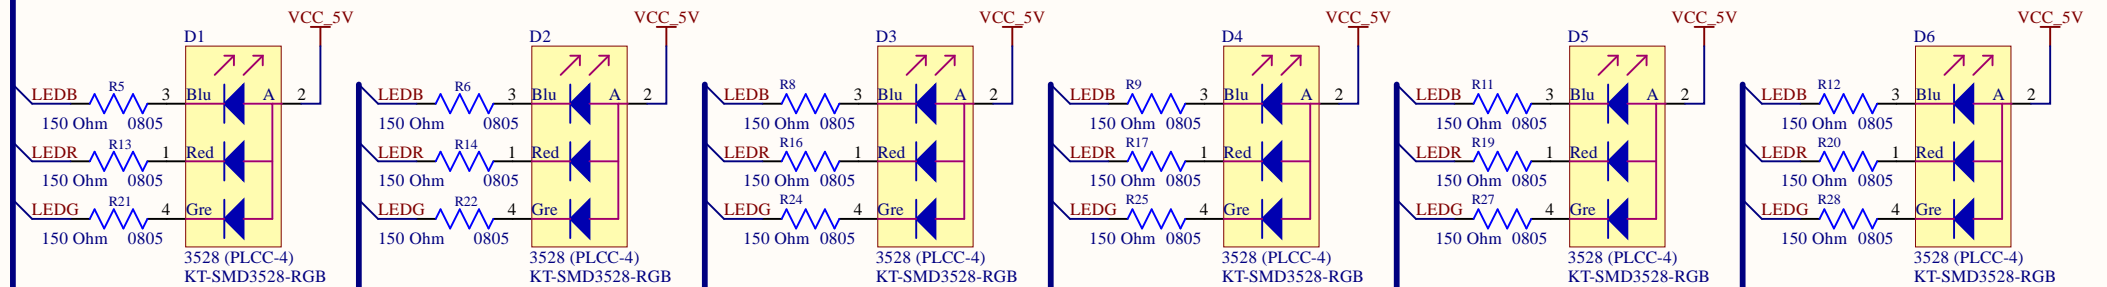 VCC_5V VCC_5V VCC_5V VCC_5V VCC_5V VCC_5V
D1 D2 D3 D4 D5 D6
LEDB R5 3 Blu A 2 LEDB R6 3 Blu A 2 LEDB R8 3 Blu A 2 LEDB R9 3 Blu A 2 LEDB R11 3 Blu A 2 LEDB R12 3 Blu A 2
150 Ohm 0805 150 Ohm 0805 150 Ohm 0805 150 Ohm 0805 150 Ohm 0805 150 Ohm 0805
LEDR R13 1 Red LEDR R14 1 Red LEDR R16 1 Red LEDR R17 1 Red LEDR R19 1 Red LEDR R20 1 Red
150 Ohm 0805 150 Ohm 0805 150 Ohm 0805 150 Ohm 0805 150 Ohm 0805 150 Ohm 0805
LEDG R21 4 Gre LEDG R22 4 Gre LEDG R24 4 Gre LEDG R25 4 Gre LEDG R27 4 Gre LEDG R28 4 Gre
150 Ohm 0805 150 Ohm 0805 150 Ohm 0805 150 Ohm 0805 150 Ohm 0805 150 Ohm 0805
3528 (PLCC-4) 3528 (PLCC-4) 3528 (PLCC-4) 3528 (PLCC-4) 3528 (PLCC-4) 3528 (PLCC-4)
KT-SMD3528-RGB KT-SMD3528-RGB KT-SMD3528-RGB KT-SMD3528-RGB KT-SMD3528-RGB KT-SMD3528-RGB